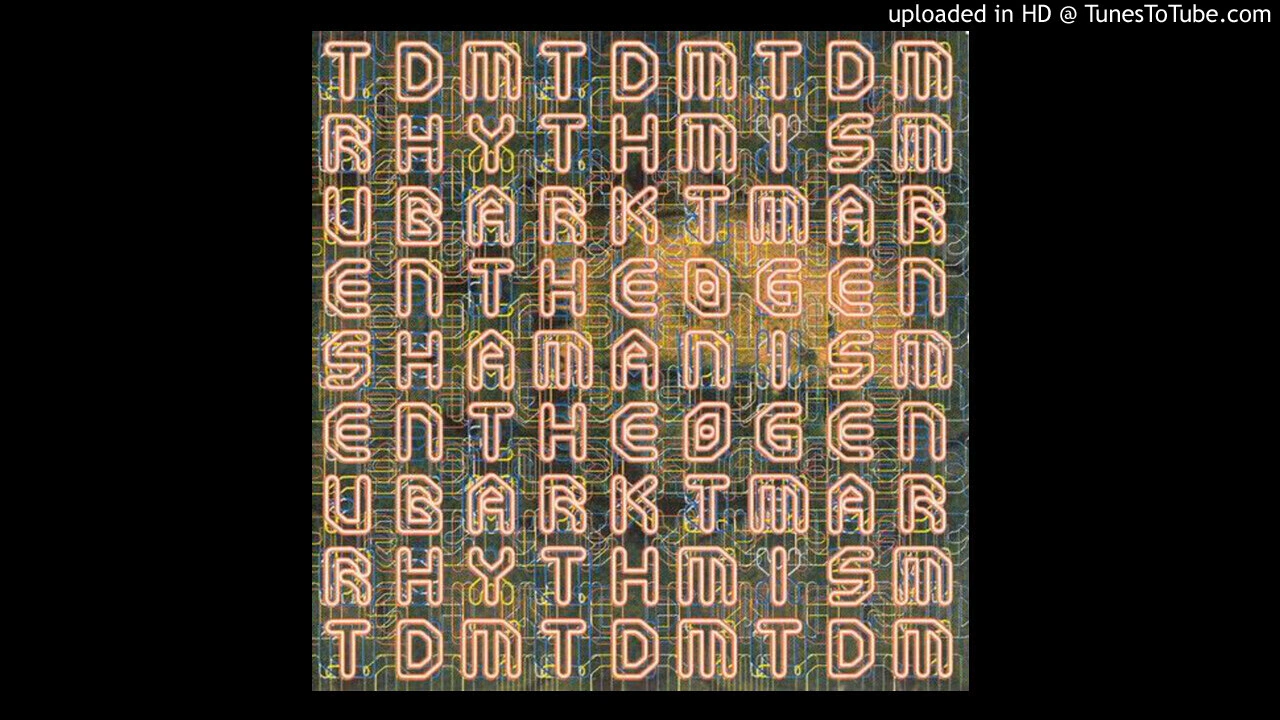 uploaded in HD @ TunesToTube.com
TDMTDMTDM
RHYTHMISM
UBARKTMAR
ENTHEOGEN
SHAMANISM
ENTHEOGEN
UBARKTMAR
RHYTHMISM
TDMTDMTDM